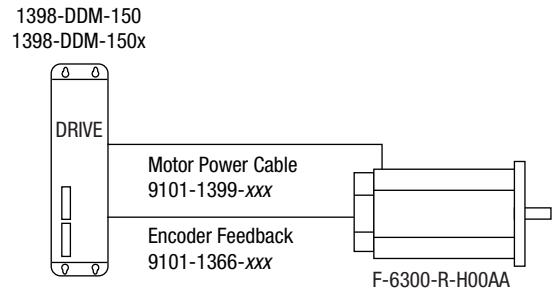 1398-DDM-150
1398-DDM-150x
DRIVE
Motor Power Cable
9101-1399-xxx
Encoder Feedback
9101-1366-xxx
F-6300-R-H00AA